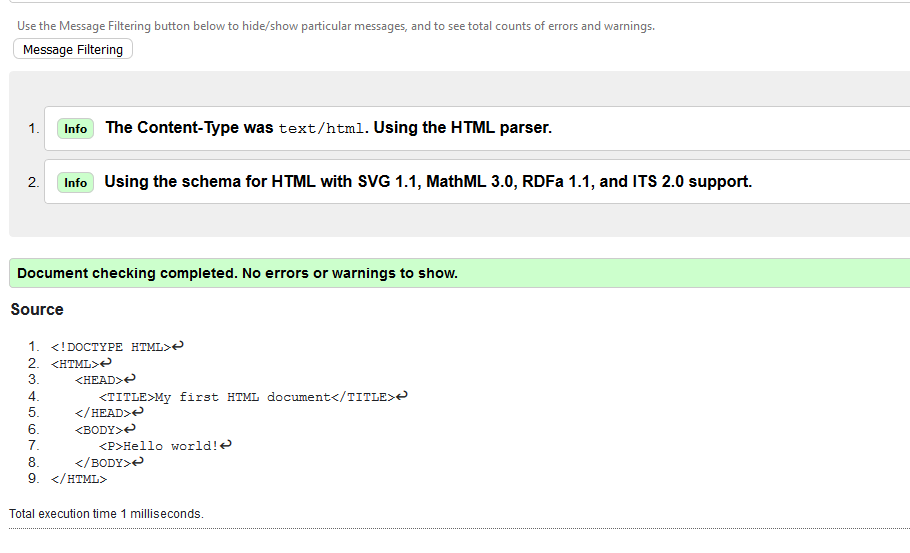 Use the Message Filtering button below to hide/show particular messages, and to see total counts of errors and warnings.
Message Filtering
1. Info The Content-Type was text/html. Using the HTML parser.
2. Info Using the schema for HTML with SVG 1.1, MathML 3.0, RDFa 1.1, and ITS 2.0 support.
Document checking completed. No errors or warnings to show.
Source
1. <!DOCTYPE HTML>↩
2. <HTML>↩
3.    <HEAD>↩
4.       <TITLE>My first HTML document</TITLE>↩
5.    </HEAD>↩
6.    <BODY>↩
7.       <P>Hello world!↩
8.    </BODY>↩
9. </HTML>
Total execution time 1 milliseconds.